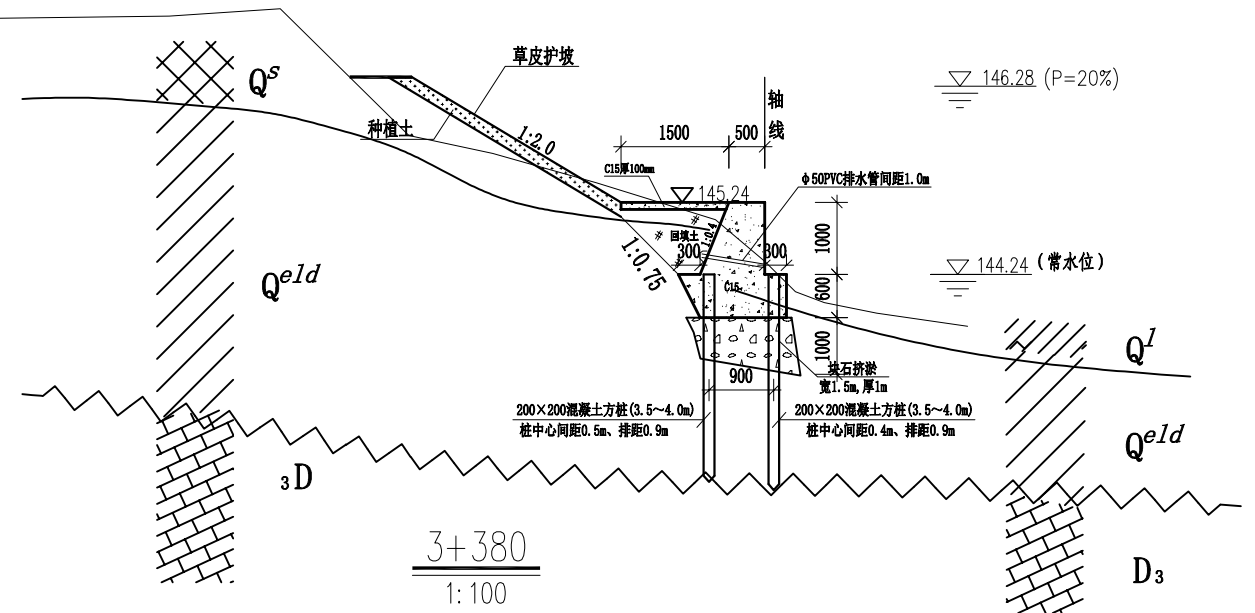 草皮护坡
Q^s
146.28 (P=20%)
轴
线
种植土
1:2.0
1500
500
C15厚100mm
φ50PVC排水管间距1.0m
145.24
回填土
1:0.4
300
300
1000
144.24 (常水位)
1:0.75
Q^eld
C15
600
1000
Q^l
块石挤淤
宽1.5m,厚1m
900
200×200混凝土方桩(3.5~4.0m)
桩中心间距0.5m、排距0.9m
200×200混凝土方桩(3.5~4.0m)
桩中心间距0.4m、排距0.9m
Q^eld
3D
3+380
1:100
D3